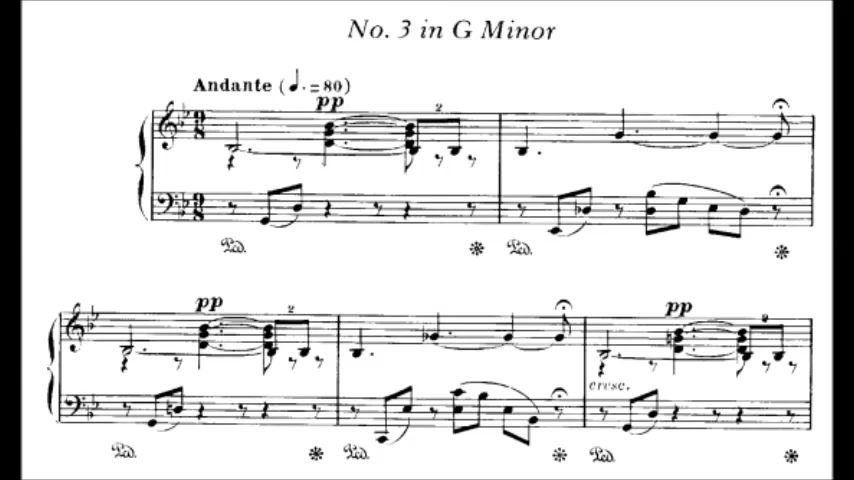 No. 3 in G Minor
Andante (♩. = 80)
pp
2
9 8
9 8
Ped. * Ped. *
pp
2
pp
2
cresc.
Ped. * Ped. * Ped. *